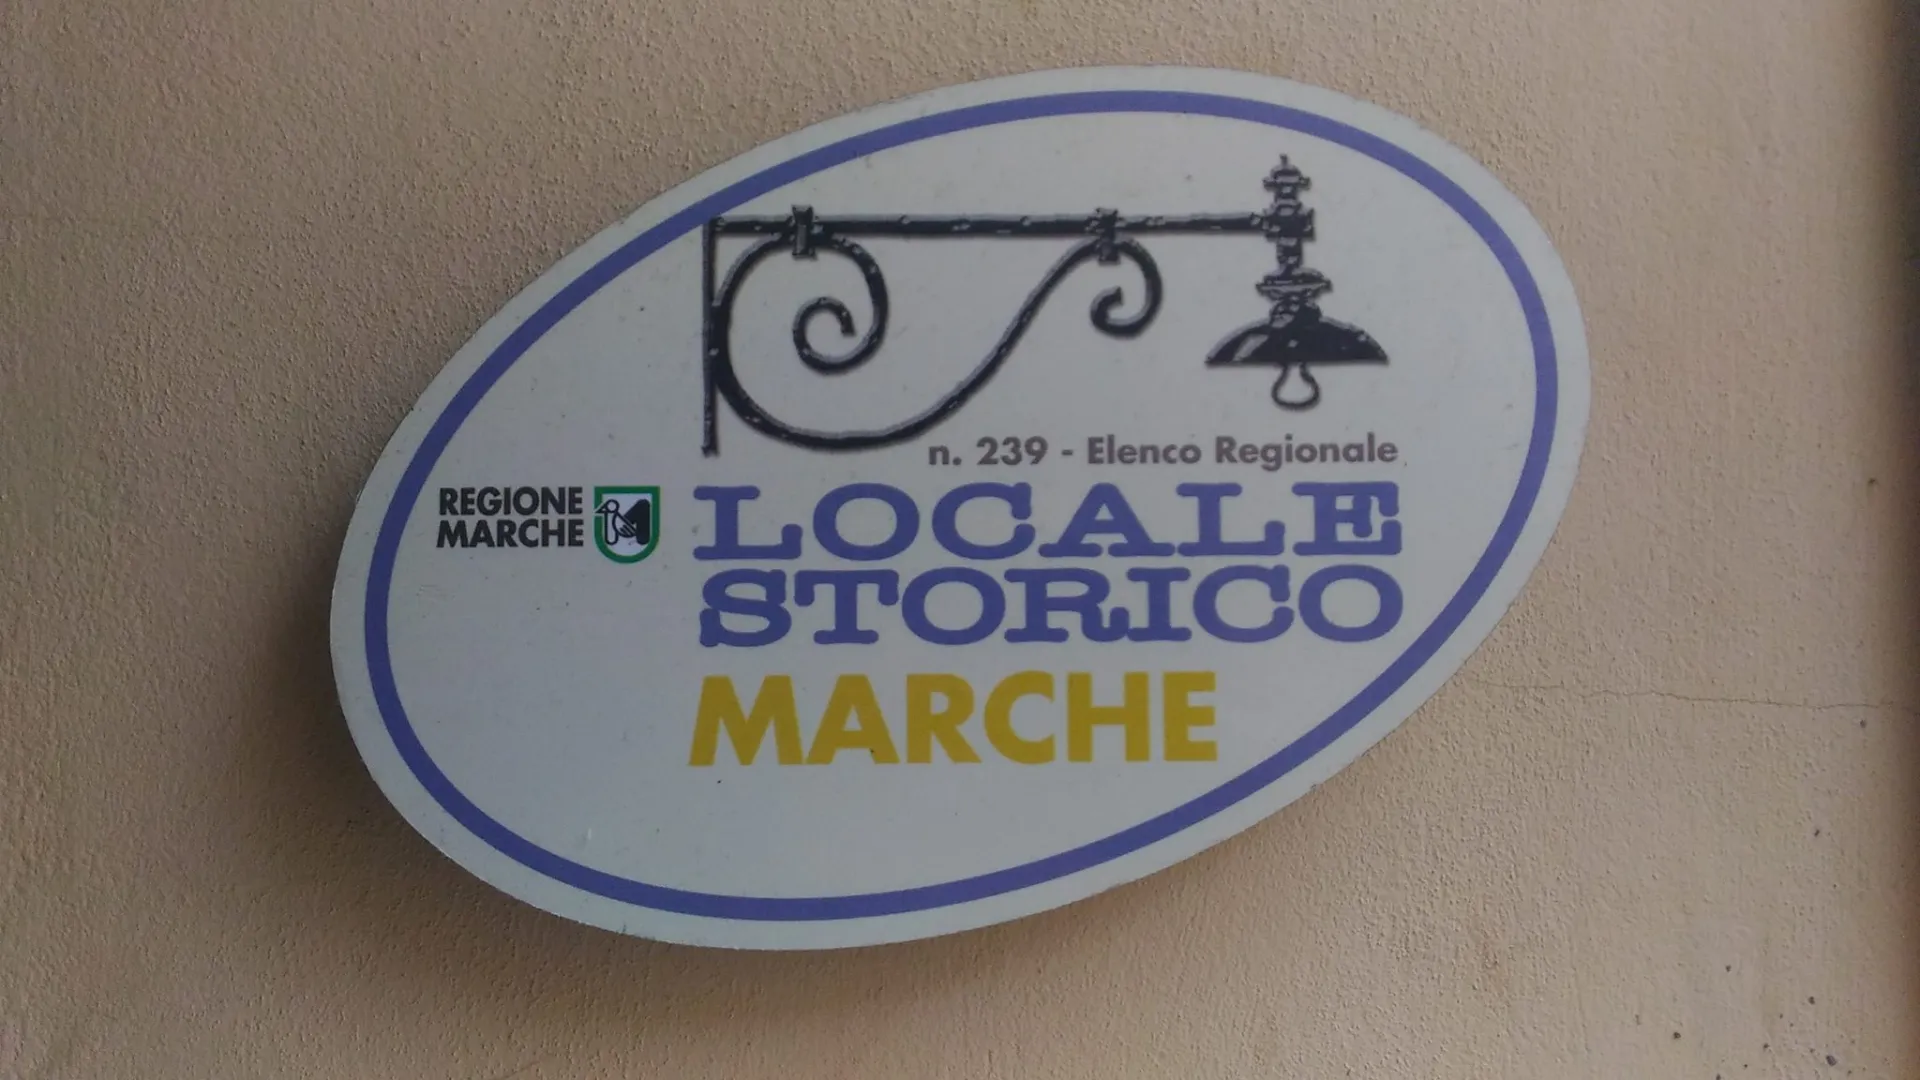 n. 239 - Elenco Regionale
REGIONE
MARCHE
LOCALE
STORICO
MARCHE